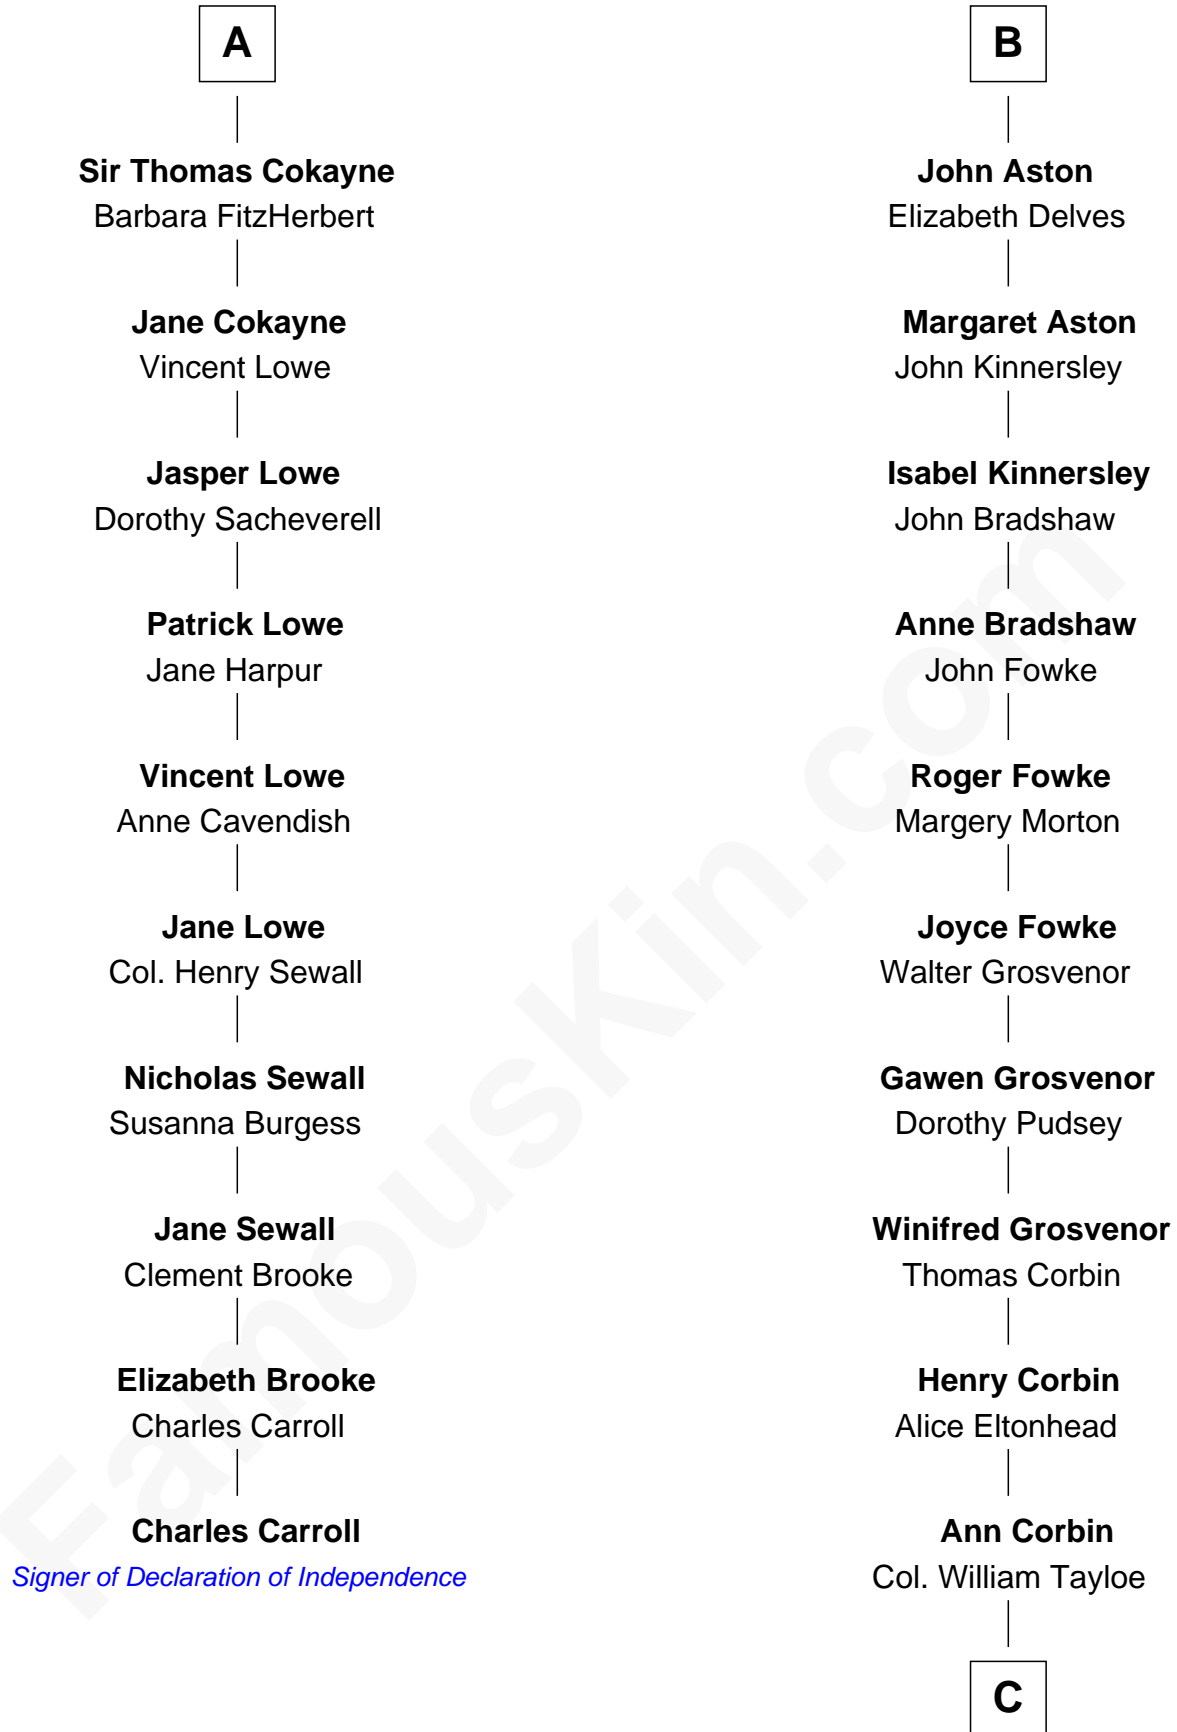 A
Sir Thomas Cokayne
Barbara FitzHerbert
Jane Cokayne
Vincent Lowe
Jasper Lowe
Dorothy Sacheverell
Patrick Lowe
Jane Harpur
Vincent Lowe
Anne Cavendish
Jane Lowe
Col. Henry Sewall
Nicholas Sewall
Susanna Burgess
Jane Sewall
Clement Brooke
Elizabeth Brooke
Charles Carroll
Charles Carroll
Signer of Declaration of Independence
B
John Aston
Elizabeth Delves
Margaret Aston
John Kinnersley
Isabel Kinnersley
John Bradshaw
Anne Bradshaw
John Fowke
Roger Fowke
Margery Morton
Joyce Fowke
Walter Grosvenor
Gawen Grosvenor
Dorothy Pudsey
Winifred Grosvenor
Thomas Corbin
Henry Corbin
Alice Eltonhead
Ann Corbin
Col. William Tayloe
C
FamousKin.com